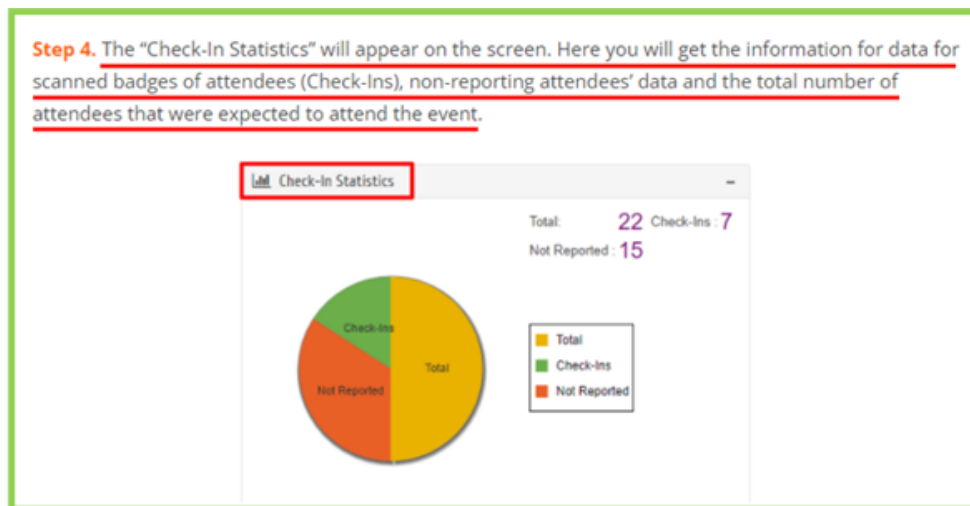 Step 4. The “Check-In Statistics” will appear on the screen. Here you will get the information for data for
scanned badges of attendees (Check-Ins), non-reporting attendees’ data and the total number of
attendees that were expected to attend the event.
Check-In Statistics
Total: 22 Check-Ins : 7
Not Reported : 15
Check-Ins
Total
Not Reported
Total
Check-Ins
Not Reported